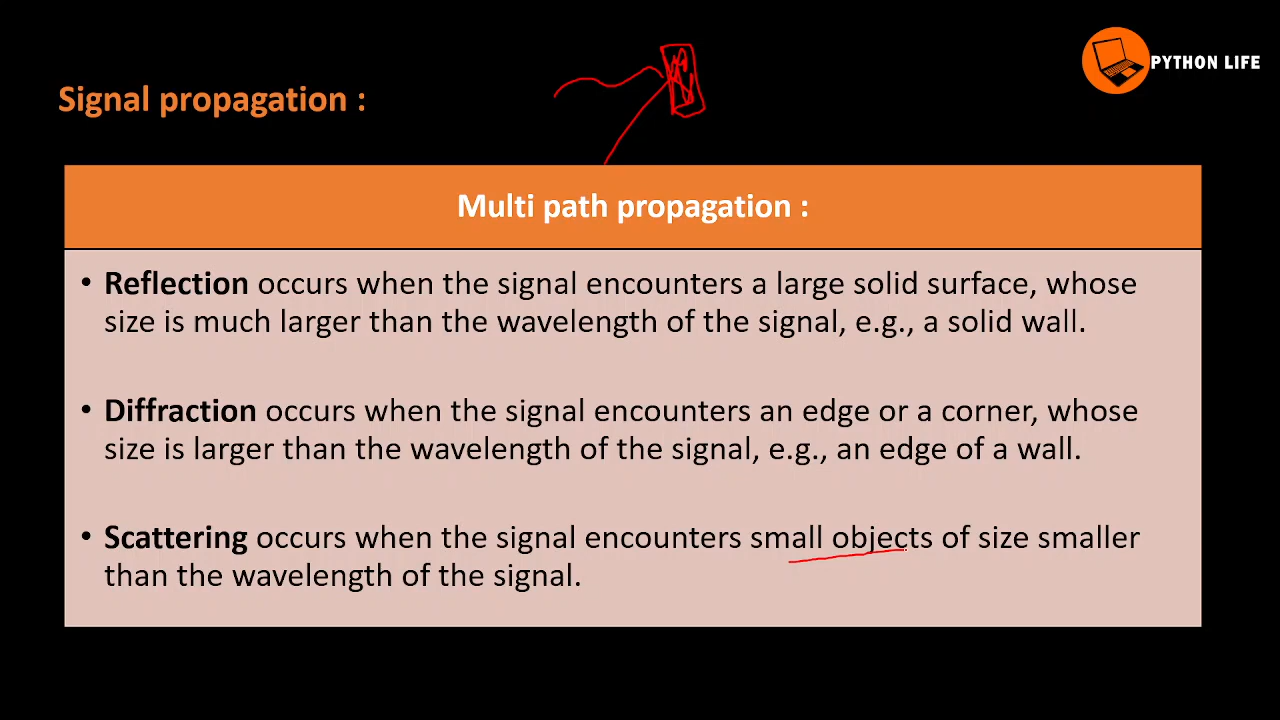 PYTHON LIFE
Signal propagation :
Multi path propagation :
• Reflection occurs when the signal encounters a large solid surface, whose
size is much larger than the wavelength of the signal, e.g., a solid wall.
• Diffraction occurs when the signal encounters an edge or a corner, whose
size is larger than the wavelength of the signal, e.g., an edge of a wall.
• Scattering occurs when the signal encounters small objects of size smaller
than the wavelength of the signal.